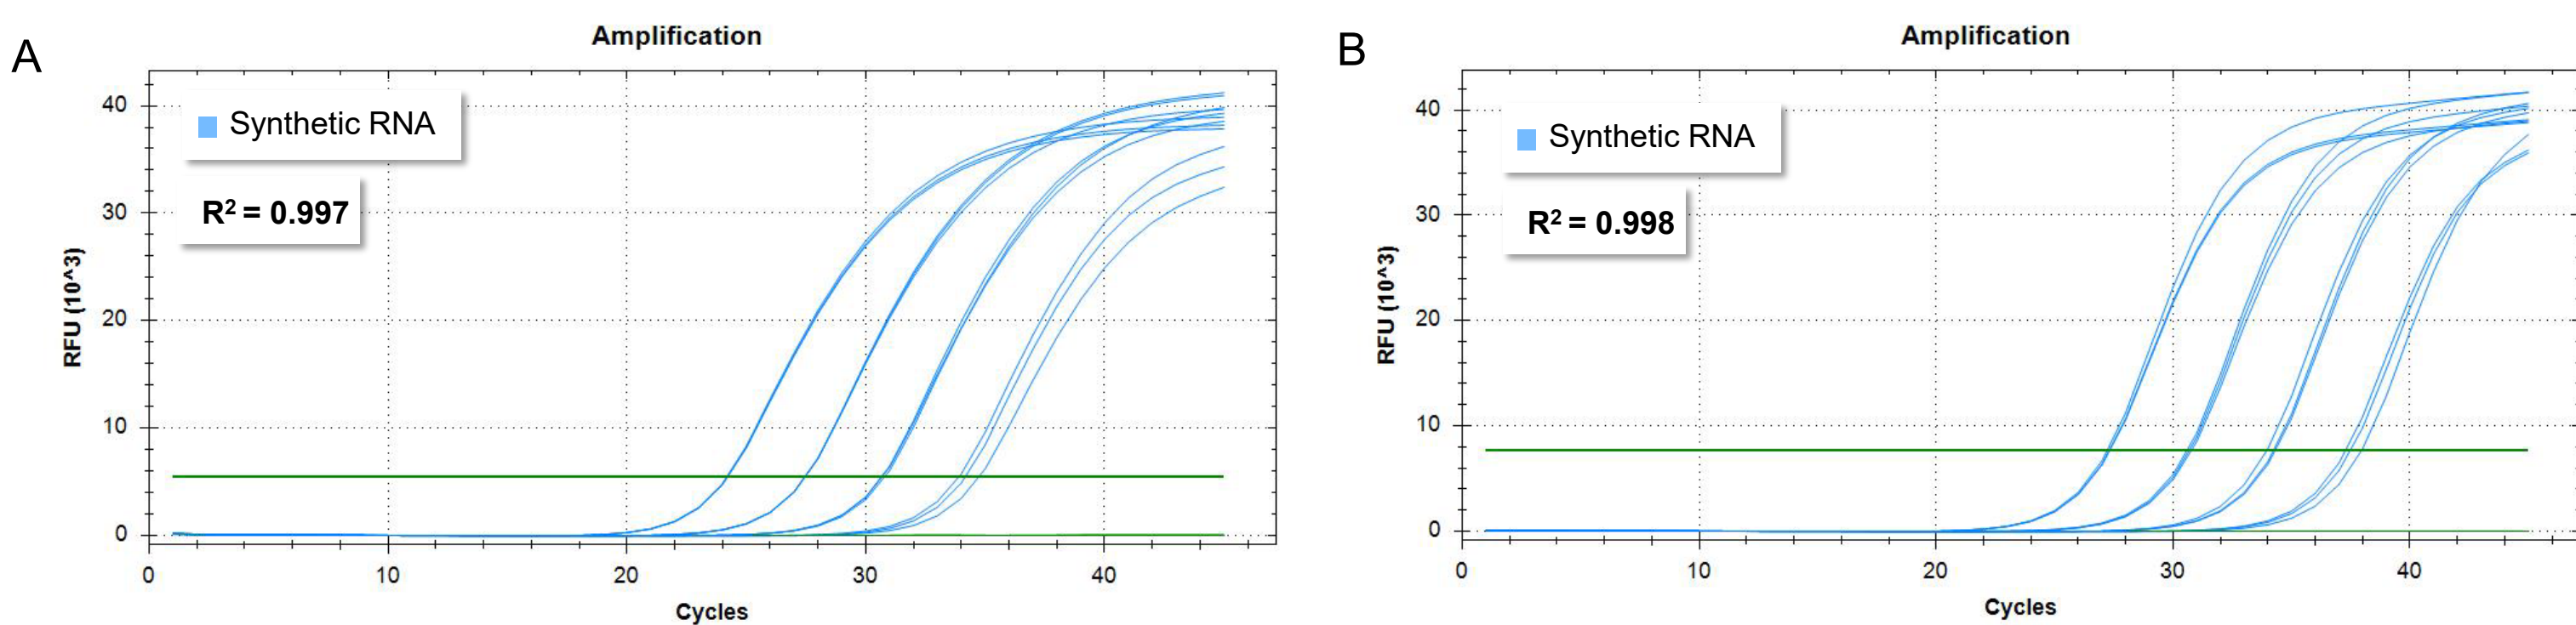 A
Amplification
Synthetic RNA
R² = 0.997
RFU (10^3)
40
30
20
10
0
0 10 20 30 40
Cycles
B
Amplification
Synthetic RNA
R² = 0.998
RFU (10^3)
40
30
20
10
0
0 10 20 30 40
Cycles